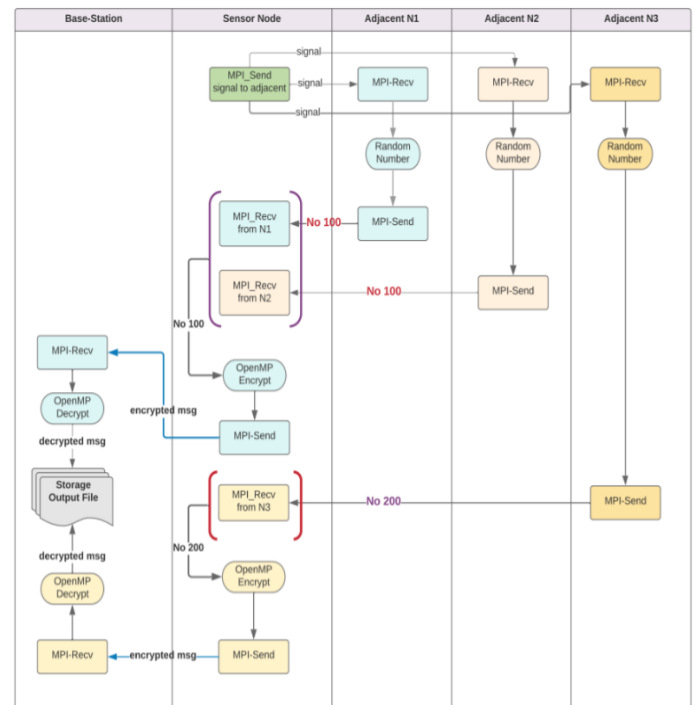 Base-Station
Sensor Node
Adjacent N1
Adjacent N2
Adjacent N3
signal
MPI_Send
signal to adjacent
signal
MPI-Recv
MPI-Recv
MPI-Recv
signal
Random
Number
Random
Number
Random
Number
MPI_Recv
from N1
No 100
MPI-Send
MPI_Recv
from N2
No 100
MPI-Send
No 100
MPI-Recv
OpenMP
Encrypt
OpenMP
Decrypt
encrypted msg
MPI-Send
decrypted msg
Storage
Output File
MPI_Recv
from N3
No 200
MPI-Send
No 200
decrypted msg
OpenMP
Decrypt
OpenMP
Encrypt
MPI-Recv
encrypted msg
MPI-Send